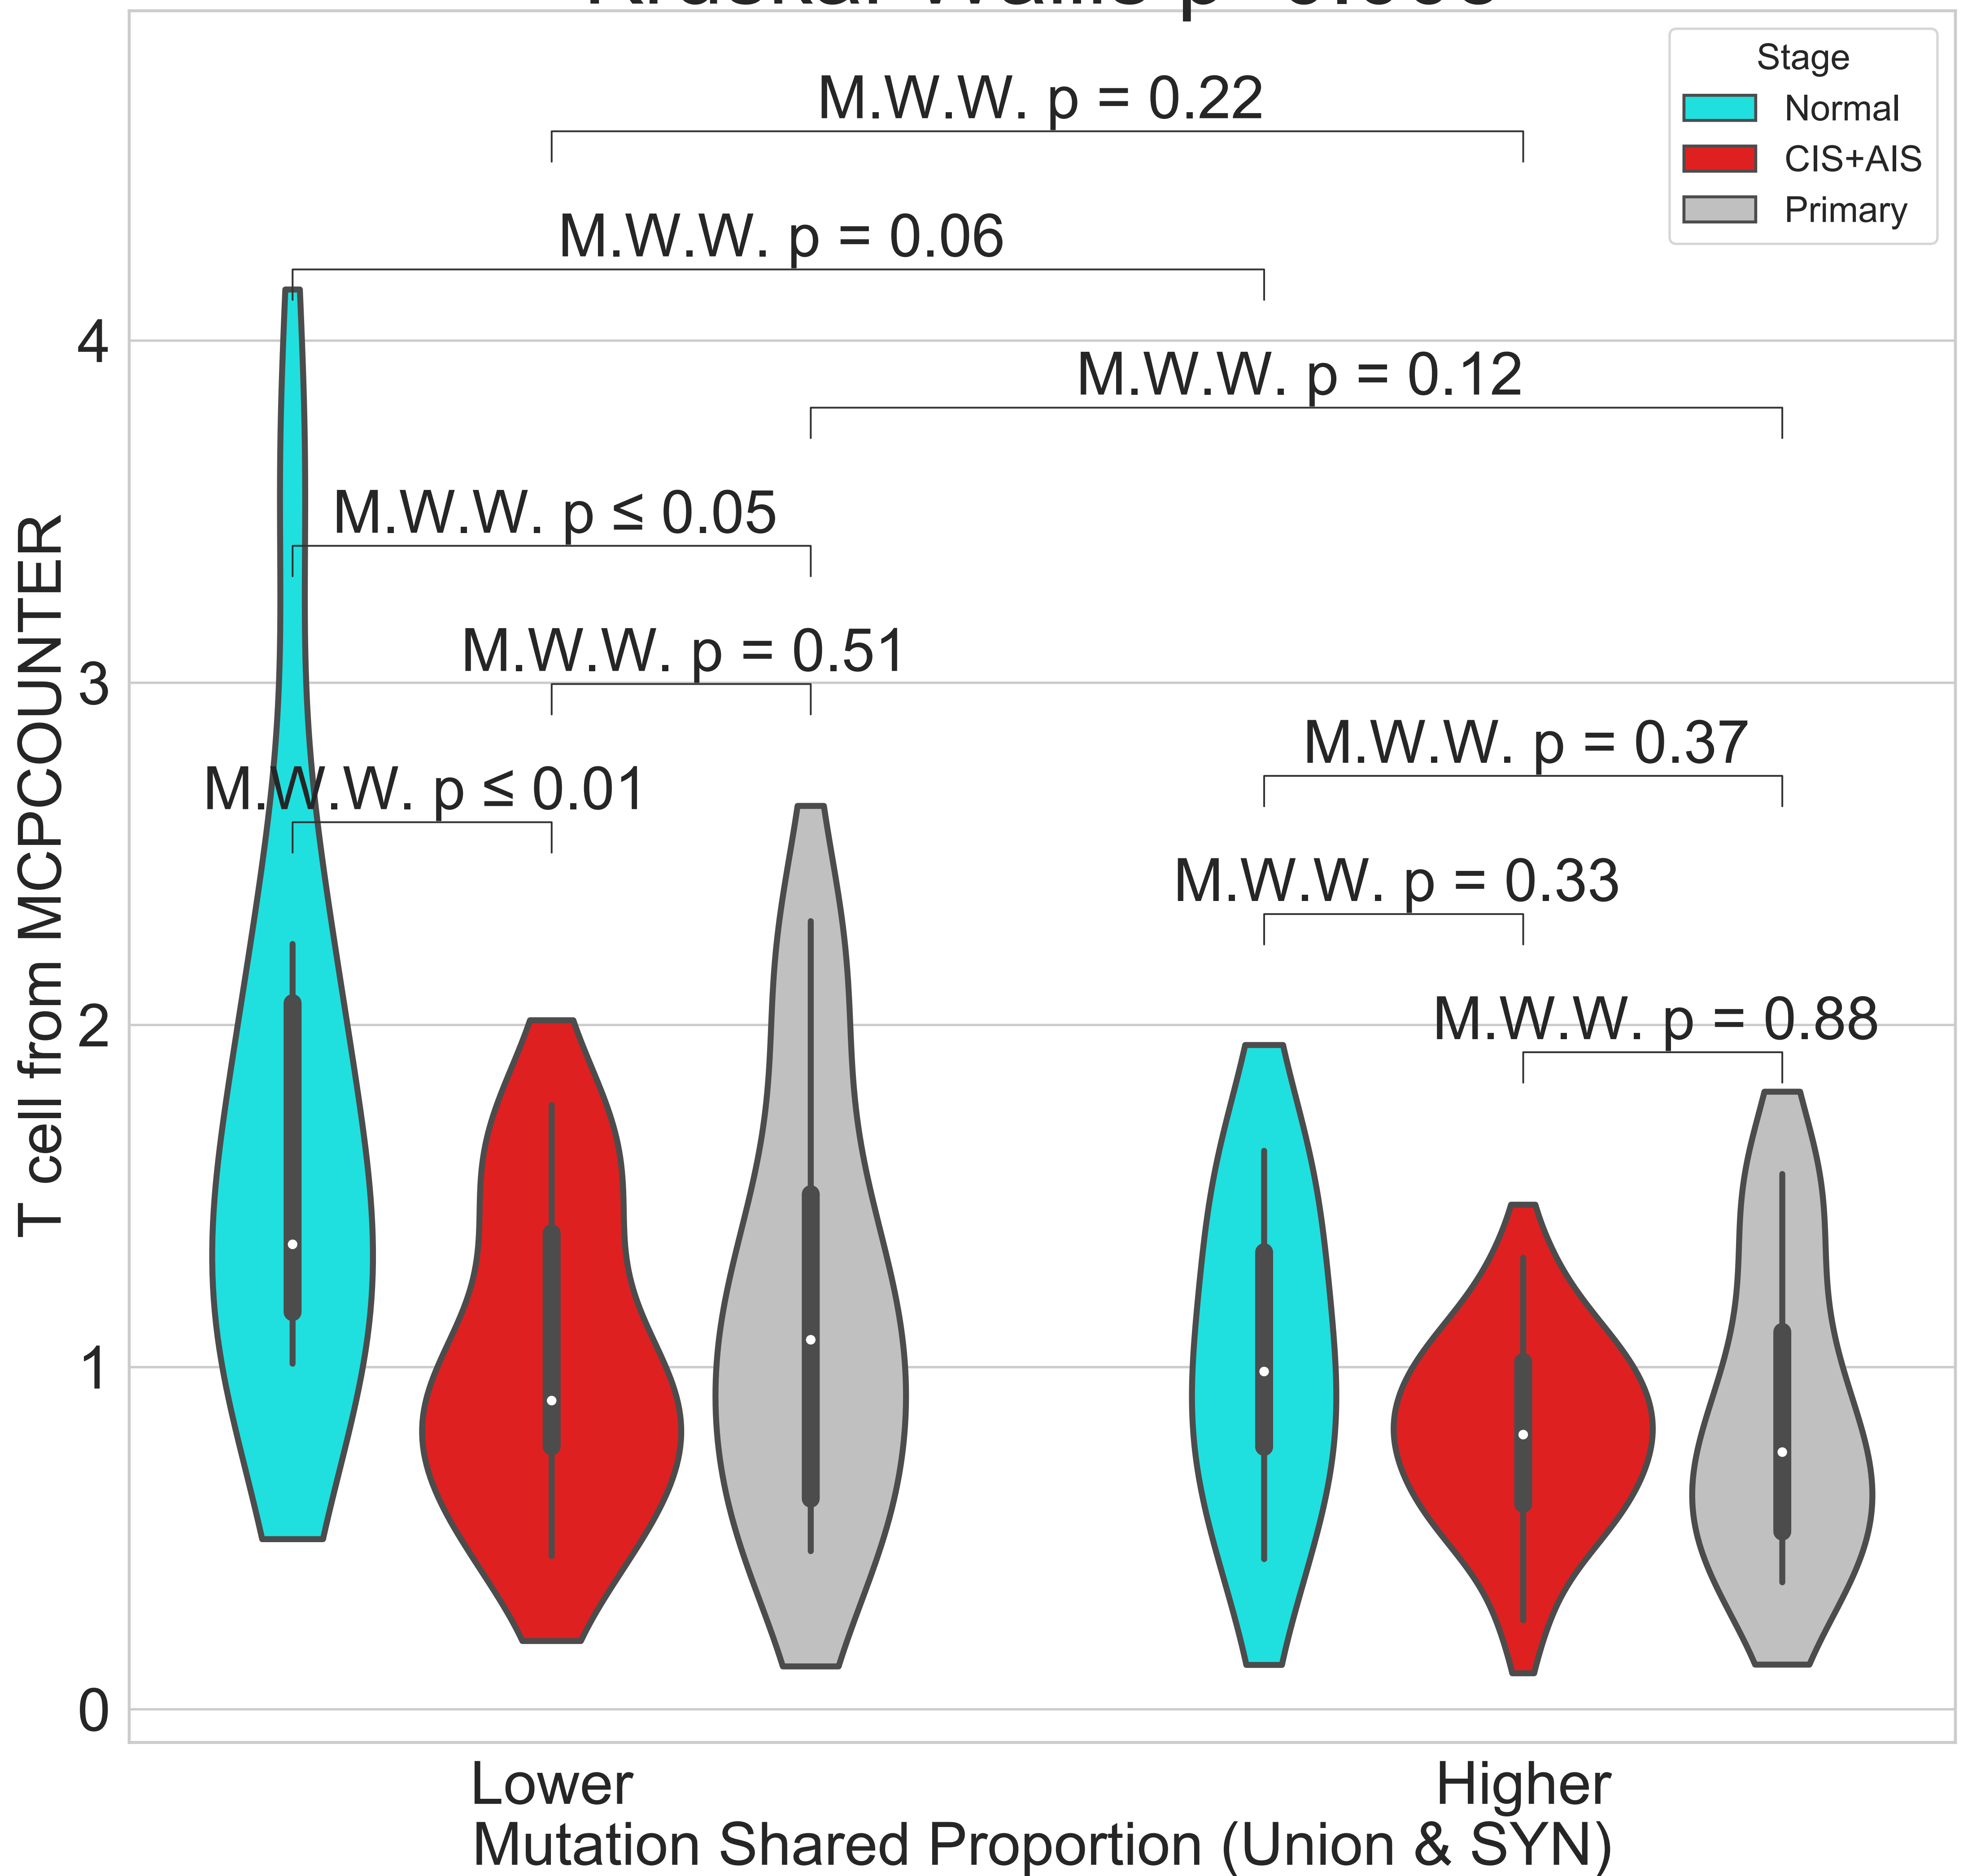 Stage
Normal
CIS+AIS
Primary
M.W.W. p = 0.22
M.W.W. p = 0.06
M.W.W. p = 0.12
M.W.W. p ≤ 0.05
M.W.W. p = 0.51
M.W.W. p ≤ 0.01
M.W.W. p = 0.37
M.W.W. p = 0.33
M.W.W. p = 0.88
T cell from MCPCOUNTER
4
3
2
1
0
Lower Higher
Mutation Shared Proportion (Union & SYN)